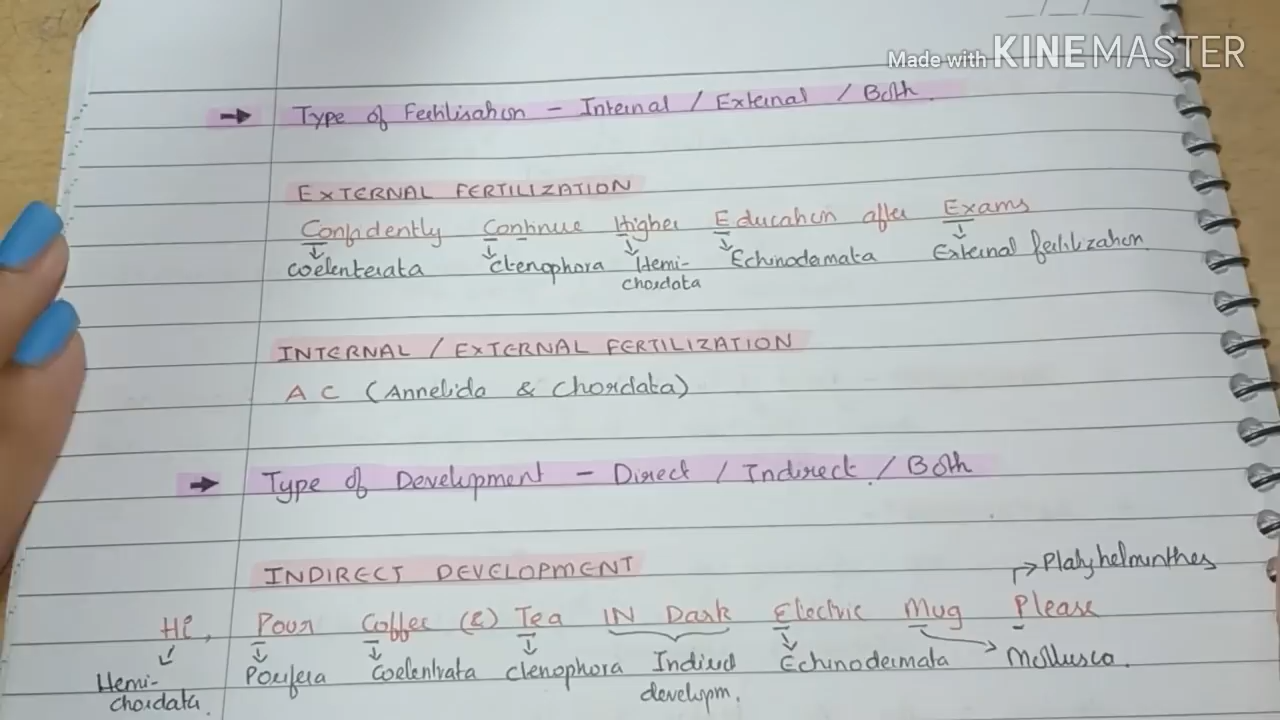 Made with KINEMASTER
→ Type of Fertilisation - Internal / External / Both
EXTERNAL FERTILIZATION
Confidently Continue Higher Education after Exams
Coelenterata ctenophora Hemi- Echinodemata External fertilization
chordata
INTERNAL / EXTERNAL FERTILIZATION
A C (Annelida & Chordata)
→ Type of Development - Direct / Indirect / Both
INDIRECT DEVELOPMENT
Platyhelminthes
Hi, Pour Coffee (&) Tea IN Dark Electric Mug Please
Hemi- Porifera Coelentrata ctenophora Indirect Echinodermata Mollusca.
chordata. developm.